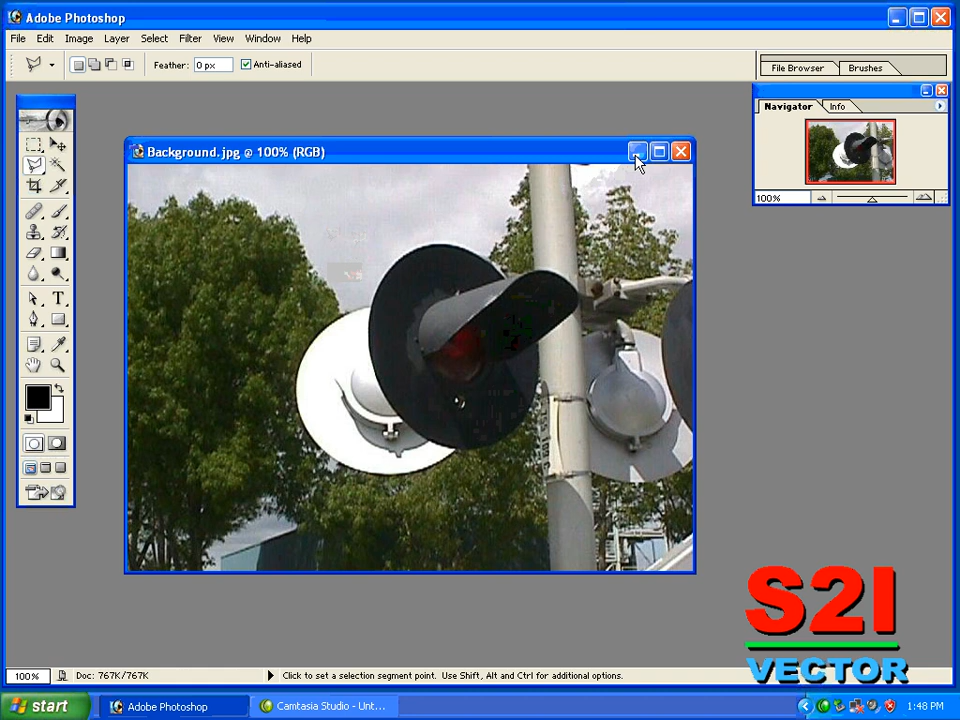 Adobe Photoshop
File Edit Image Layer Select Filter View Window Help
Feather: 0 px Anti-aliased
File Browser Brushes
Navigator Info
100%
Background.jpg @ 100% (RGB)
T
100% Doc: 767K/767K Click to set a selection segment point. Use Shift, Alt and Ctrl for additional options.
S2I
VECTOR
start Adobe Photoshop Camtasia Studio - Unt... 1:48 PM